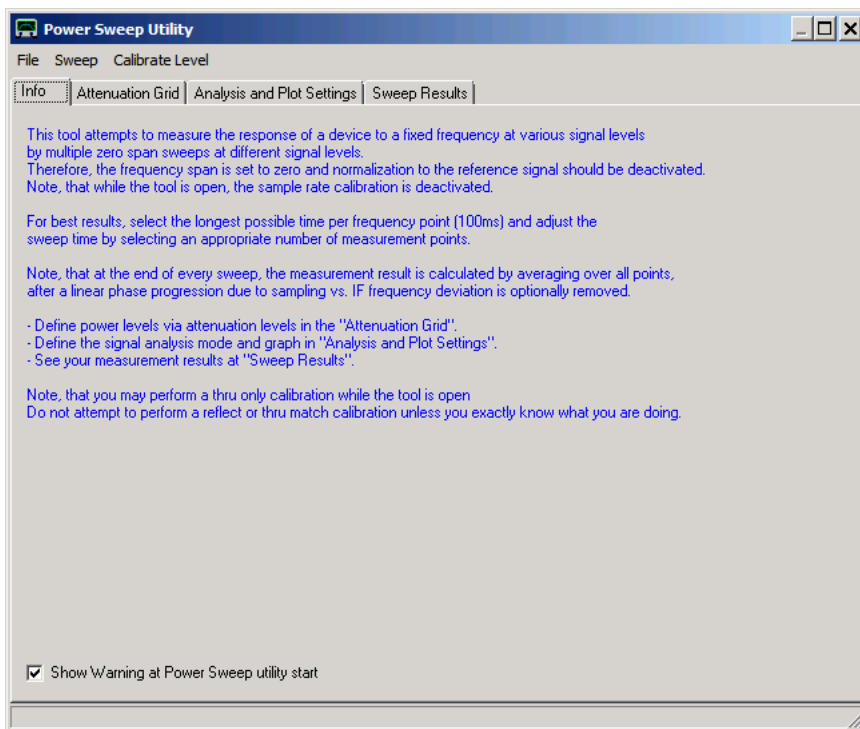 Power Sweep Utility
File Sweep Calibrate Level
Info Attenuation Grid Analysis and Plot Settings Sweep Results
This tool attempts to measure the response of a device to a fixed frequency at various signal levels
by multiple zero span sweeps at different signal levels.
Therefore, the frequency span is set to zero and normalization to the reference signal should be deactivated.
Note, that while the tool is open, the sample rate calibration is deactivated.
For best results, select the longest possible time per frequency point (100ms) and adjust the
sweep time by selecting an appropriate number of measurement points.
Note, that at the end of every sweep, the measurement result is calculated by averaging over all points,
after a linear phase progression due to sampling vs. IF frequency deviation is optionally removed.
- Define power levels via attenuation levels in the "Attenuation Grid".
- Define the signal analysis mode and graph in "Analysis and Plot Settings".
- See your measurement results at "Sweep Results".
Note, that you may perform a thru only calibration while the tool is open
Do not attempt to perform a reflect or thru match calibration unless you exactly know what you are doing.
Show Warning at Power Sweep utility start